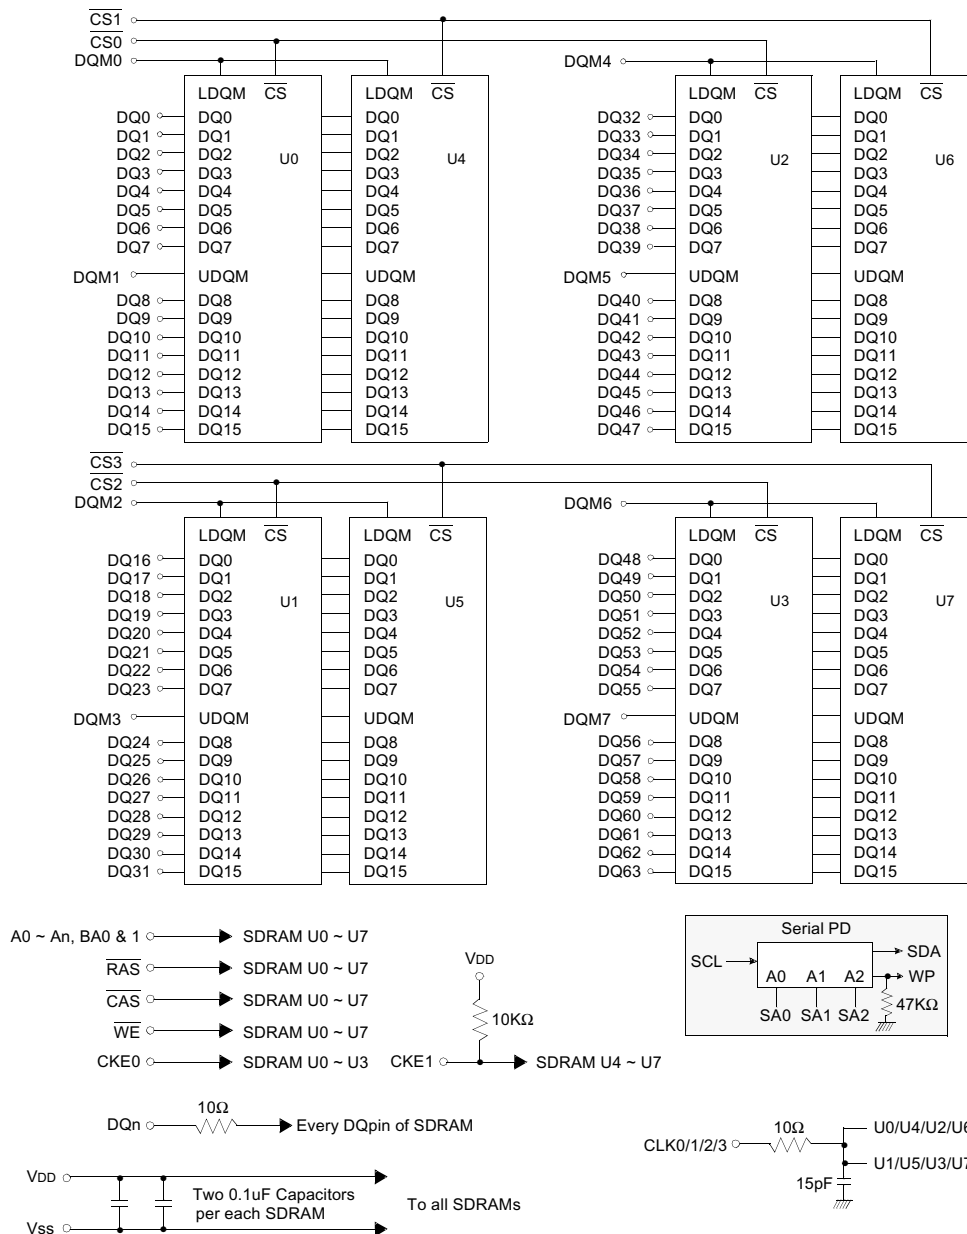 CS1
CS0
DQM0 DQM4
LDQM CS LDQM CS LDQM CS LDQM CS
DQ0 DQ0 DQ0 DQ32 DQ0 DQ0
DQ1 DQ1 DQ1 DQ33 DQ1 DQ1
DQ2 DQ2 U0 DQ2 U4 DQ34 DQ2 U2 DQ2 U6
DQ3 DQ3 DQ3 DQ35 DQ3 DQ3
DQ4 DQ4 DQ4 DQ36 DQ4 DQ4
DQ5 DQ5 DQ5 DQ37 DQ5 DQ5
DQ6 DQ6 DQ6 DQ38 DQ6 DQ6
DQ7 DQ7 DQ7 DQ39 DQ7 DQ7
DQM1 UDQM UDQM DQM5 UDQM UDQM
DQ8 DQ8 DQ8 DQ40 DQ8 DQ8
DQ9 DQ9 DQ9 DQ41 DQ9 DQ9
DQ10 DQ10 DQ10 DQ42 DQ10 DQ10
DQ11 DQ11 DQ11 DQ43 DQ11 DQ11
DQ12 DQ12 DQ12 DQ44 DQ12 DQ12
DQ13 DQ13 DQ13 DQ45 DQ13 DQ13
DQ14 DQ14 DQ14 DQ46 DQ14 DQ14
DQ15 DQ15 DQ15 DQ47 DQ15 DQ15
CS3
CS2
DQM2 DQM6
LDQM CS LDQM CS LDQM CS LDQM CS
DQ16 DQ0 DQ0 DQ48 DQ0 DQ0
DQ17 DQ1 DQ1 DQ49 DQ1 DQ1
DQ18 DQ2 U1 DQ2 U5 DQ50 DQ2 U3 DQ2 U7
DQ19 DQ3 DQ3 DQ51 DQ3 DQ3
DQ20 DQ4 DQ4 DQ52 DQ4 DQ4
DQ21 DQ5 DQ5 DQ53 DQ5 DQ5
DQ22 DQ6 DQ6 DQ54 DQ6 DQ6
DQ23 DQ7 DQ7 DQ55 DQ7 DQ7
DQM3 UDQM UDQM DQM7 UDQM UDQM
DQ24 DQ8 DQ8 DQ56 DQ8 DQ8
DQ25 DQ9 DQ9 DQ57 DQ9 DQ9
DQ26 DQ10 DQ10 DQ58 DQ10 DQ10
DQ27 DQ11 DQ11 DQ59 DQ11 DQ11
DQ28 DQ12 DQ12 DQ60 DQ12 DQ12
DQ29 DQ13 DQ13 DQ61 DQ13 DQ13
DQ30 DQ14 DQ14 DQ62 DQ14 DQ14
DQ31 DQ15 DQ15 DQ63 DQ15 DQ15
A0 ~ An, BA0 & 1 SDRAM U0 ~ U7
RAS SDRAM U0 ~ U7
CAS SDRAM U0 ~ U7
WE SDRAM U0 ~ U7
CKE0 SDRAM U0 ~ U3
VDD
10KΩ
CKE1 SDRAM U4 ~ U7
Serial PD
SCL SDA
A0 A1 A2 WP
SA0 SA1 SA2 47KΩ
10Ω
DQn Every DQpin of SDRAM
10Ω
CLK0/1/2/3 U0/U4/U2/U6
U1/U5/U3/U7
15pF
VDD
Two 0.1uF Capacitors
per each SDRAM
To all SDRAMs
Vss